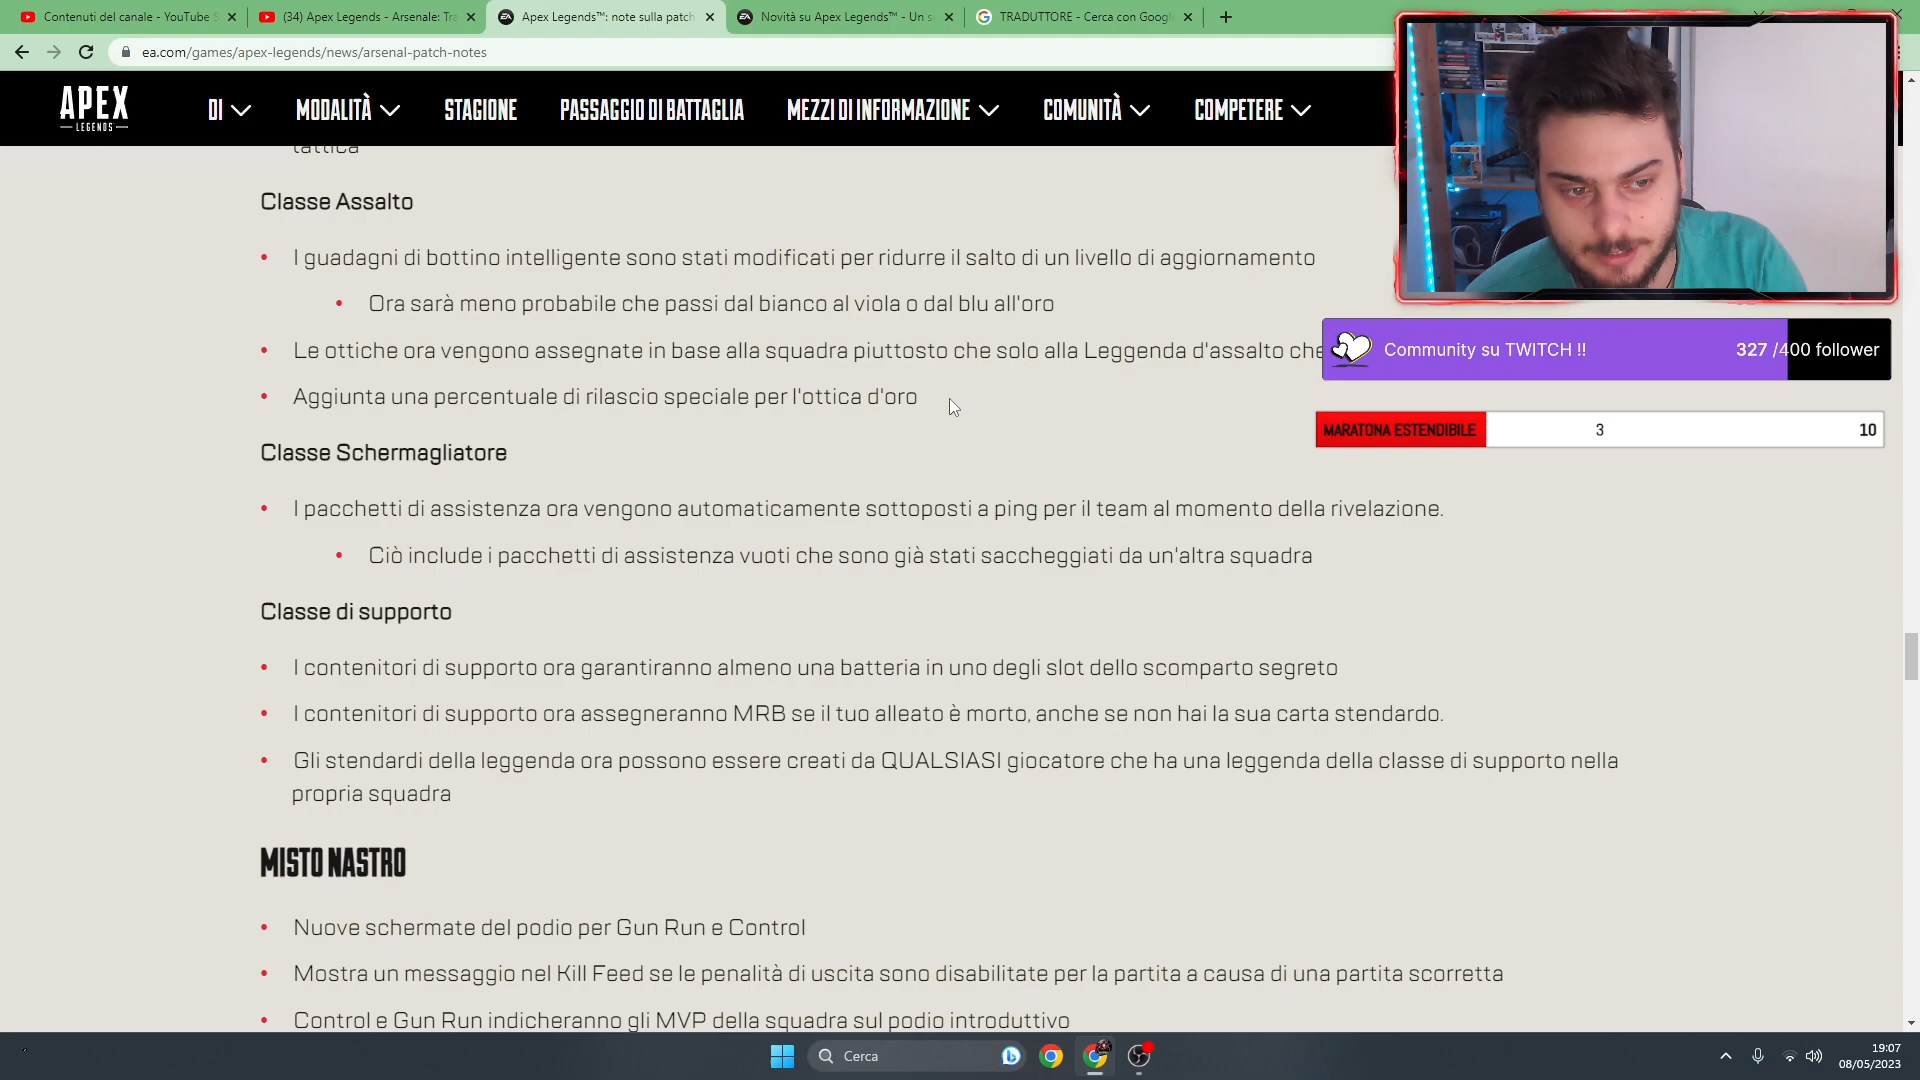 Contenuti del canale - YouTube S
(34) Apex Legends - Arsenale: Tra
Apex Legends™: note sulla patch
Novità su Apex Legends™ - Un s
TRADUTTORE - Cerca con Google
ea.com/games/apex-legends/news/arsenal-patch-notes
APEX
LEGENDS
DI
MODALITÀ
STAGIONE
PASSAGGIO DI BATTAGLIA
MEZZI DI INFORMAZIONE
COMUNITÀ
COMPETERE
tattica
Classe Assalto
• I guadagni di bottino intelligente sono stati modificati per ridurre il salto di un livello di aggiornamento
• Ora sarà meno probabile che passi dal bianco al viola o dal blu all'oro
• Le ottiche ora vengono assegnate in base alla squadra piuttosto che solo alla Leggenda d'assalto che
• Aggiunta una percentuale di rilascio speciale per l'ottica d'oro
Community su TWITCH !!
327 /400 follower
MARATONA ESTENDIBILE
3
10
Classe Schermagliatore
• I pacchetti di assistenza ora vengono automaticamente sottoposti a ping per il team al momento della rivelazione.
• Ciò include i pacchetti di assistenza vuoti che sono già stati saccheggiati da un'altra squadra
Classe di supporto
• I contenitori di supporto ora garantiranno almeno una batteria in uno degli slot dello scomparto segreto
• I contenitori di supporto ora assegneranno MRB se il tuo alleato è morto, anche se non hai la sua carta stendardo.
• Gli stendardi della leggenda ora possono essere creati da QUALSIASI giocatore che ha una leggenda della classe di supporto nella
propria squadra
MISTO NASTRO
• Nuove schermate del podio per Gun Run e Control
• Mostra un messaggio nel Kill Feed se le penalità di uscita sono disabilitate per la partita a causa di una partita scorretta
• Control e Gun Run indicheranno gli MVP della squadra sul podio introduttivo
Cerca
19:07
08/05/2023